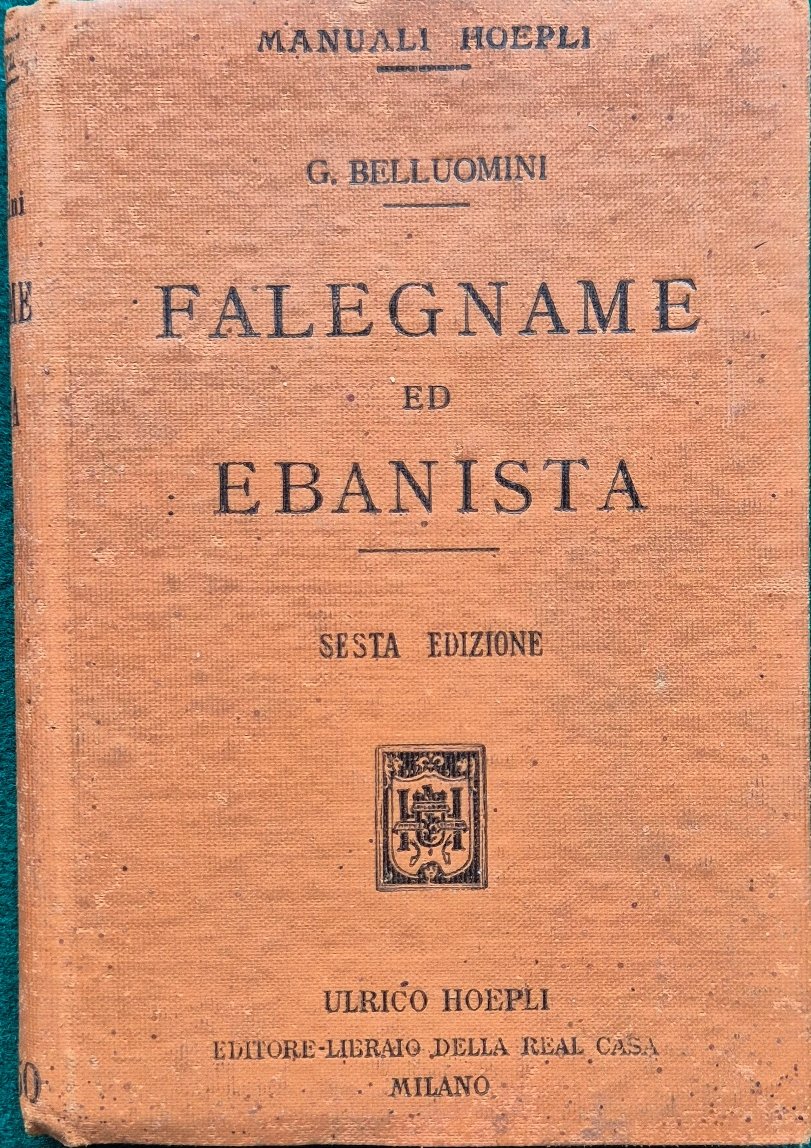 MANUALI HOEPLI
G. BELLUOMINI
FALEGNAME
ED
EBANISTA
SESTA EDIZIONE
ULRICO HOEPLI
EDITORE-LIBRAIO DELLA REAL CASA
MILANO